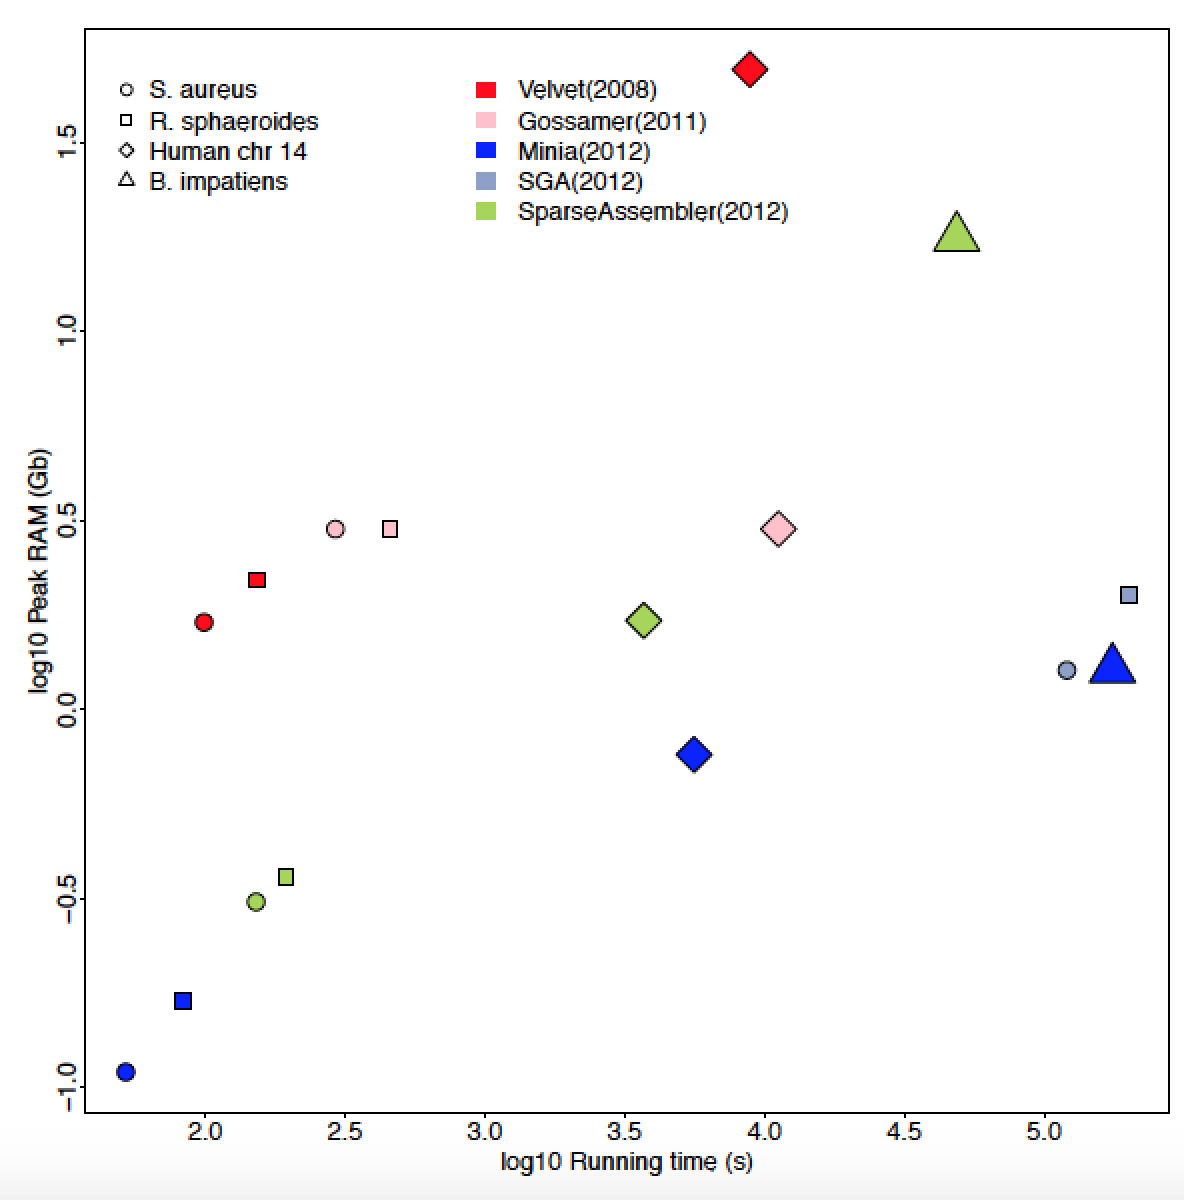 S. aureus
R. sphaeroides
Human chr 14
B. impatiens
Velvet(2008)
Gossamer(2011)
Minia(2012)
SGA(2012)
SparseAssembler(2012)
log10 Peak RAM (Gb)
1.5
1.0
0.5
0.0
−0.5
−1.0
2.0 2.5 3.0 3.5 4.0 4.5 5.0
log10 Running time (s)